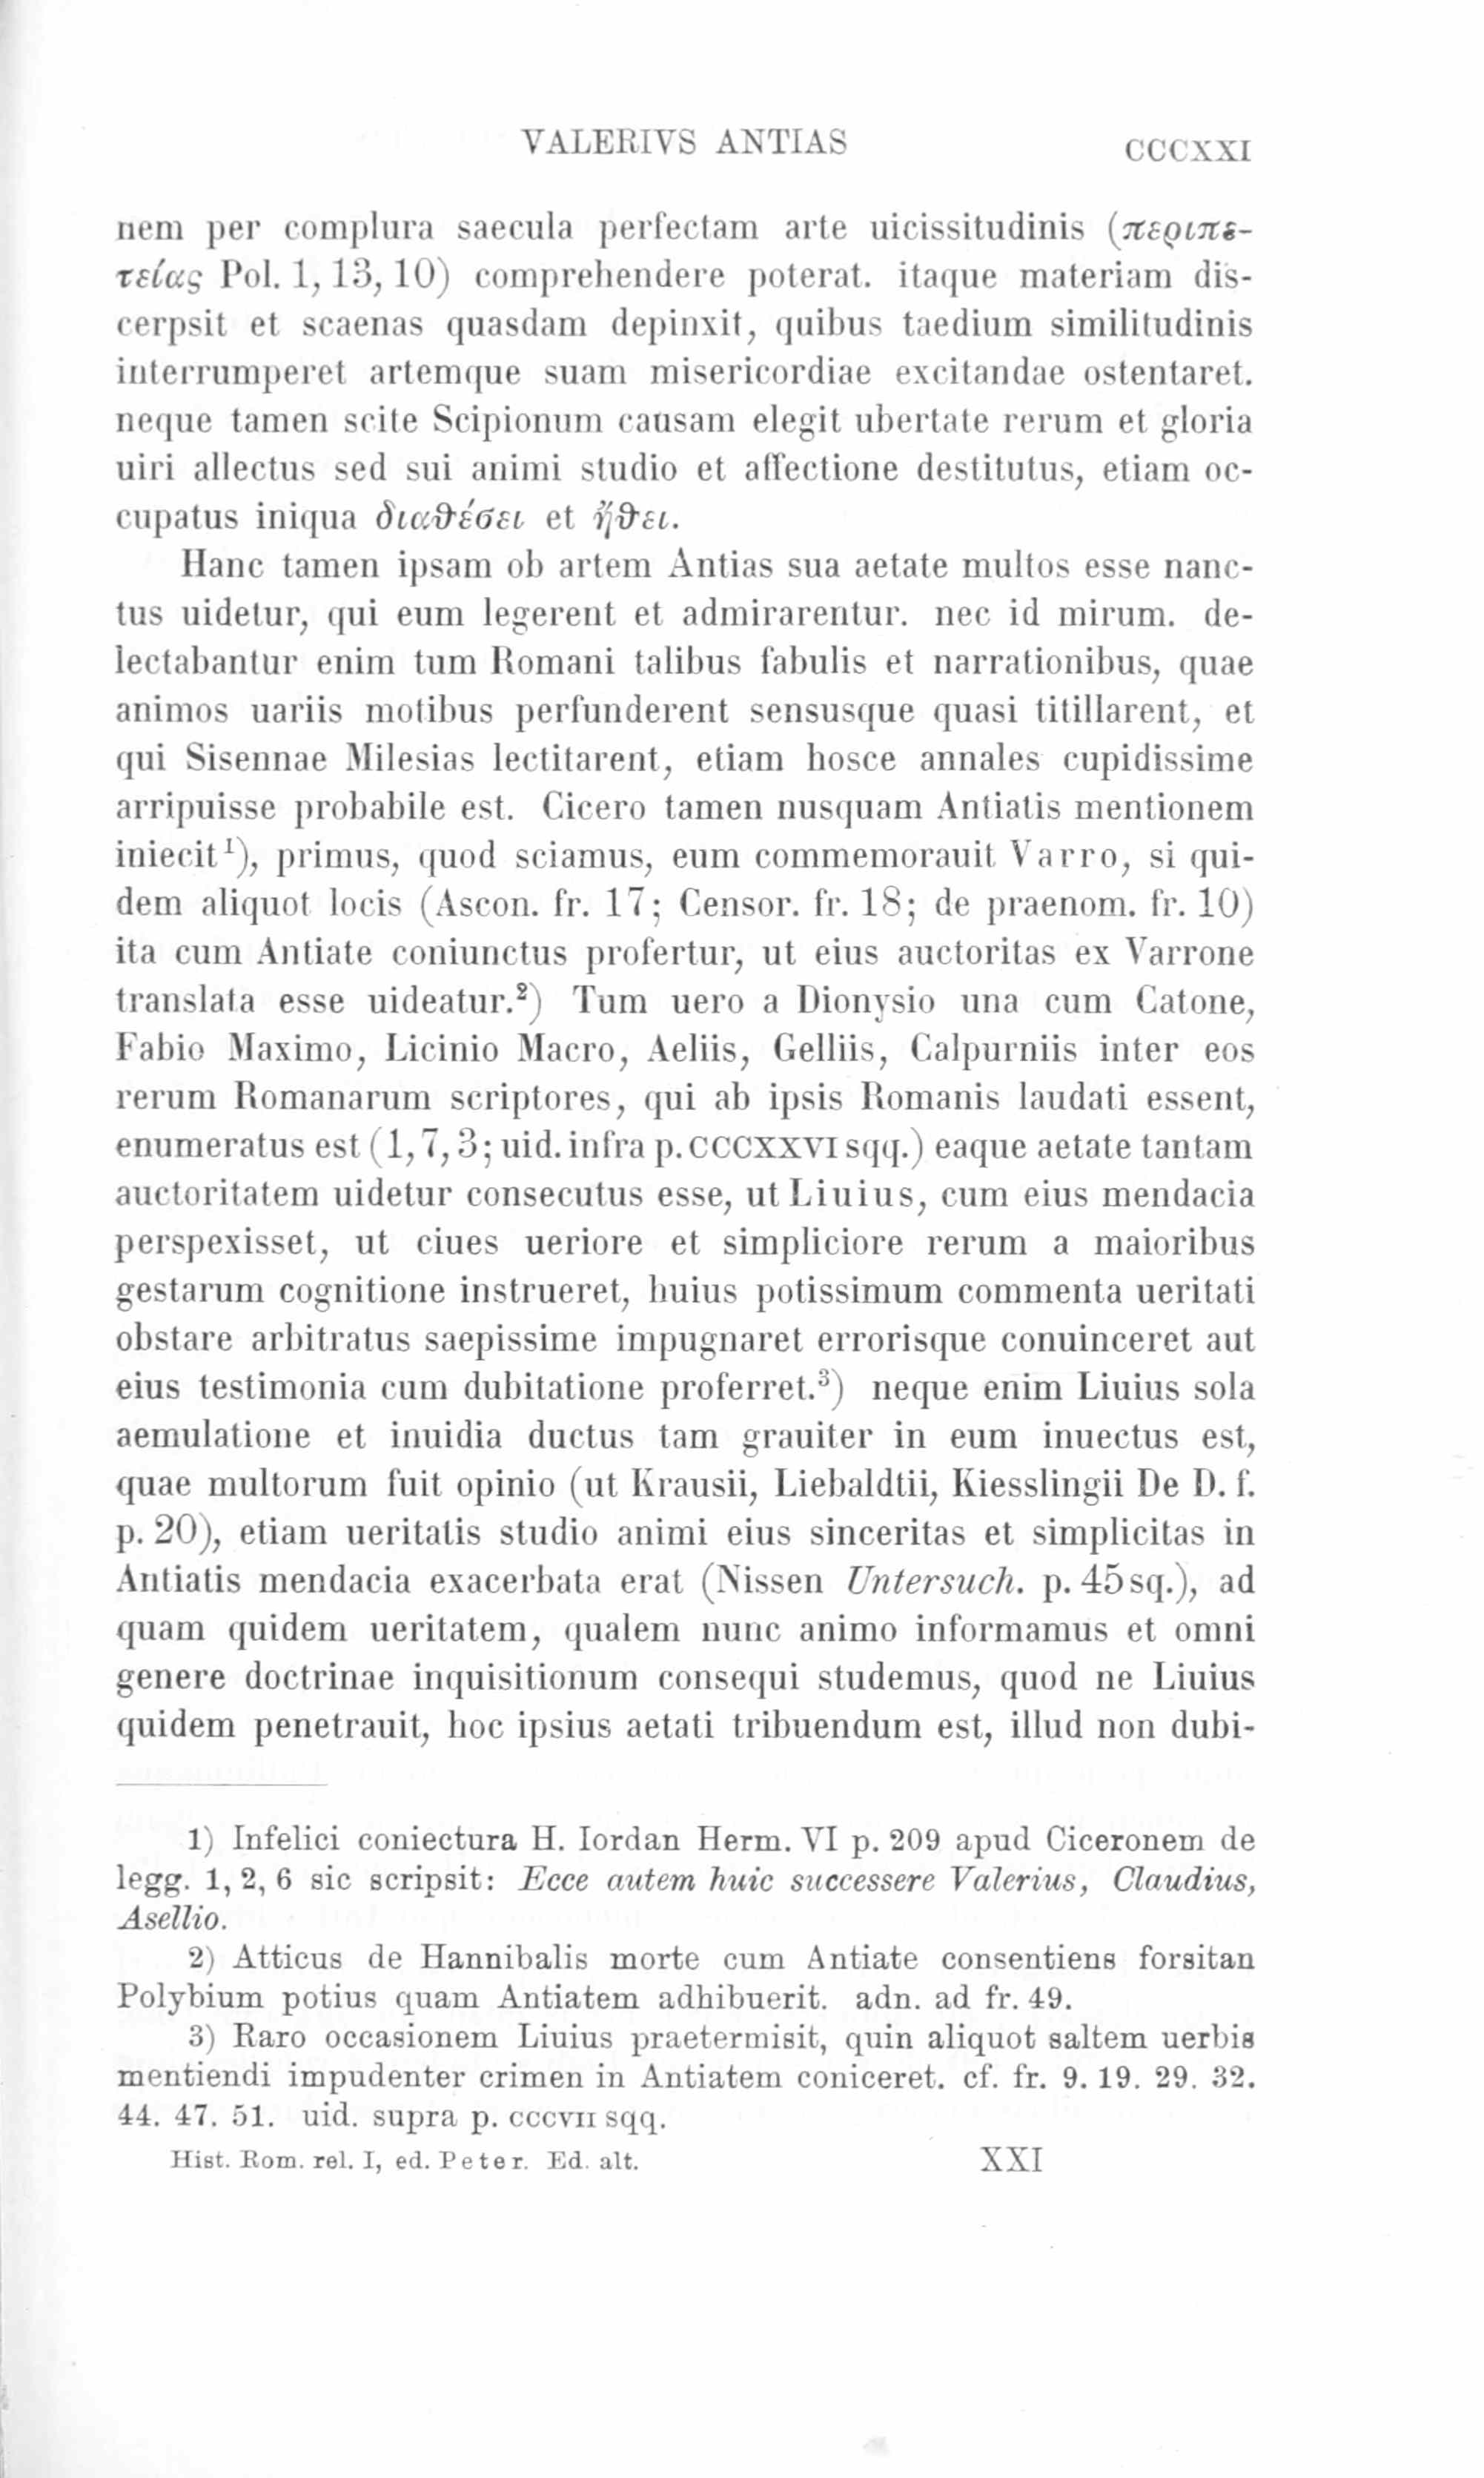 VALERIVS ANTIAS CCCXXI
nem per complura saecula perfectam arte uicissitudinis (περιπε-
τείας Pol. 1, 13, 10) comprehendere poterat. itaque materiam dis-
cerpsit et scaenas quasdam depinxit, quibus taedium similitudinis
interrumperet artemque suam misericordiae excitandae ostentaret.
neque tamen scite Scipionum causam elegit ubertate rerum et gloria
uiri allectus sed sui animi studio et affectione destitutus, etiam oc-
cupatus iniqua διαθέσει et ἤθει.
Hanc tamen ipsam ob artem Antias sua aetate multos esse nanc-
tus uidetur, qui eum legerent et admirarentur. nec id mirum. de-
lectabantur enim tum Romani talibus fabulis et narrationibus, quae
animos uariis motibus perfunderent sensusque quasi titillarent, et
qui Sisennae Milesias lectitarent, etiam hosce annales cupidissime
arripuisse probabile est. Cicero tamen nusquam Antiatis mentionem
iniecit¹), primus, quod sciamus, eum commemorauit Varro, si qui-
dem aliquot locis (Ascon. fr. 17; Censor. fr. 18; de praenom. fr. 10)
ita cum Antiate coniunctus profertur, ut eius auctoritas ex Varrone
translata esse uideatur.²) Tum uero a Dionysio una cum Catone,
Fabio Maximo, Licinio Macro, Aeliis, Gelliis, Calpurniis inter eos
rerum Romanarum scriptores, qui ab ipsis Romanis laudati essent,
enumeratus est (1, 7, 3; uid. infra p. CCCXXVI sqq.) eaque aetate tantam
auctoritatem uidetur consecutus esse, ut Liuius, cum eius mendacia
perspexisset, ut ciues ueriore et simpliciore rerum a maioribus
gestarum cognitione instrueret, huius potissimum commenta ueritati
obstare arbitratus saepissime impugnaret errorisque conuinceret aut
eius testimonia cum dubitatione proferret.³) neque enim Liuius sola
aemulatione et inuidia ductus tam grauiter in eum inuectus est,
quae multorum fuit opinio (ut Krausii, Liebaldtii, Kiesslingii De D. f.
p. 20), etiam ueritatis studio animi eius sinceritas et simplicitas in
Antiatis mendacia exacerbata erat (Nissen Untersuch. p. 45 sq.), ad
quam quidem ueritatem, qualem nunc animo informamus et omni
genere doctrinae inquisitionum consequi studemus, quod ne Liuius
quidem penetrauit, hoc ipsius aetati tribuendum est, illud non dubi-
1) Infelici coniectura H. Iordan Herm. VI p. 209 apud Ciceronem de
legg. 1, 2, 6 sic scripsit: Ecce autem huic successere Valerius, Claudius,
Asellio.
2) Atticus de Hannibalis morte cum Antiate consentiens forsitan
Polybium potius quam Antiatem adhibuerit. adn. ad fr. 49.
3) Raro occasionem Liuius praetermisit, quin aliquot saltem uerbis
mentiendi impudenter crimen in Antiatem coniceret. cf. fr. 9. 19. 29. 32.
44. 47. 51. uid. supra p. CCCVII sqq.
Hist. Rom. rel. I, ed. Peter. Ed. alt. XXI